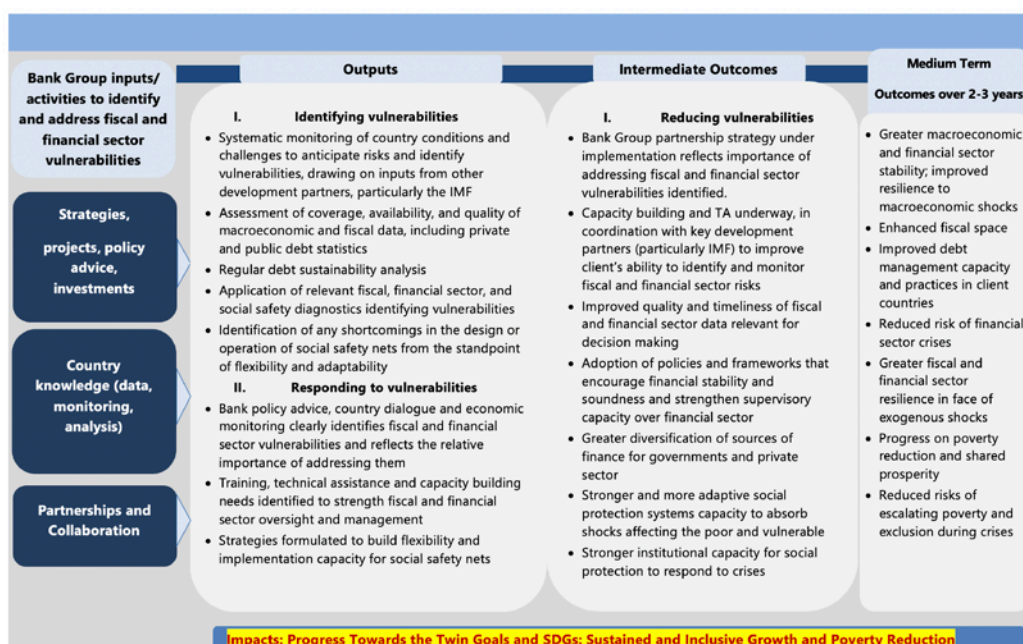 Bank Group inputs/
activities to identify
and address fiscal and
financial sector
vulnerabilities
Strategies,
projects, policy
advice,
investments
Country
knowledge (data,
monitoring,
analysis)
Partnerships and
Collaboration
Outputs
I. Identifying vulnerabilities
• Systematic monitoring of country conditions and
challenges to anticipate risks and identify
vulnerabilities, drawing on inputs from other
development partners, particularly the IMF
• Assessment of coverage, availability, and quality of
macroeconomic and fiscal data, including private
and public debt statistics
• Regular debt sustainability analysis
• Application of relevant fiscal, financial sector, and
social safety diagnostics identifying vulnerabilities
• Identification of any shortcomings in the design or
operation of social safety nets from the standpoint
of flexibility and adaptability
II. Responding to vulnerabilities
• Bank policy advice, country dialogue and economic
monitoring clearly identifies fiscal and financial
sector vulnerabilities and reflects the relative
importance of addressing them
• Training, technical assistance and capacity building
needs identified to strength fiscal and financial
sector oversight and management
• Strategies formulated to build flexibility and
implementation capacity for social safety nets
Intermediate Outcomes
I. Reducing vulnerabilities
• Bank Group partnership strategy under
implementation reflects importance of
addressing fiscal and financial sector
vulnerabilities identified.
• Capacity building and TA underway, in
coordination with key development
partners (particularly IMF) to improve
client's ability to identify and monitor
fiscal and financial sector risks
• Improved quality and timeliness of fiscal
and financial sector data relevant for
decision making
• Adoption of policies and frameworks that
encourage financial stability and
soundness and strengthen supervisory
capacity over financial sector
• Greater diversification of sources of
finance for governments and private
sector
• Stronger and more adaptive social
protection systems capacity to absorb
shocks affecting the poor and vulnerable
• Stronger institutional capacity for social
protection to respond to crises
Medium Term
Outcomes over 2-3 years
• Greater macroeconomic
and financial sector
stability; improved
resilience to
macroeconomic shocks
• Enhanced fiscal space
• Improved debt
management capacity
and practices in client
countries
• Reduced risk of financial
sector crises
• Greater fiscal and
financial sector
resilience in face of
exogenous shocks
• Progress on poverty
reduction and shared
prosperity
• Reduced risks of
escalating poverty and
exclusion during crises
Impacts: Progress Towards the Twin Goals and SDGs: Sustained and Inclusive Growth and Poverty Reduction